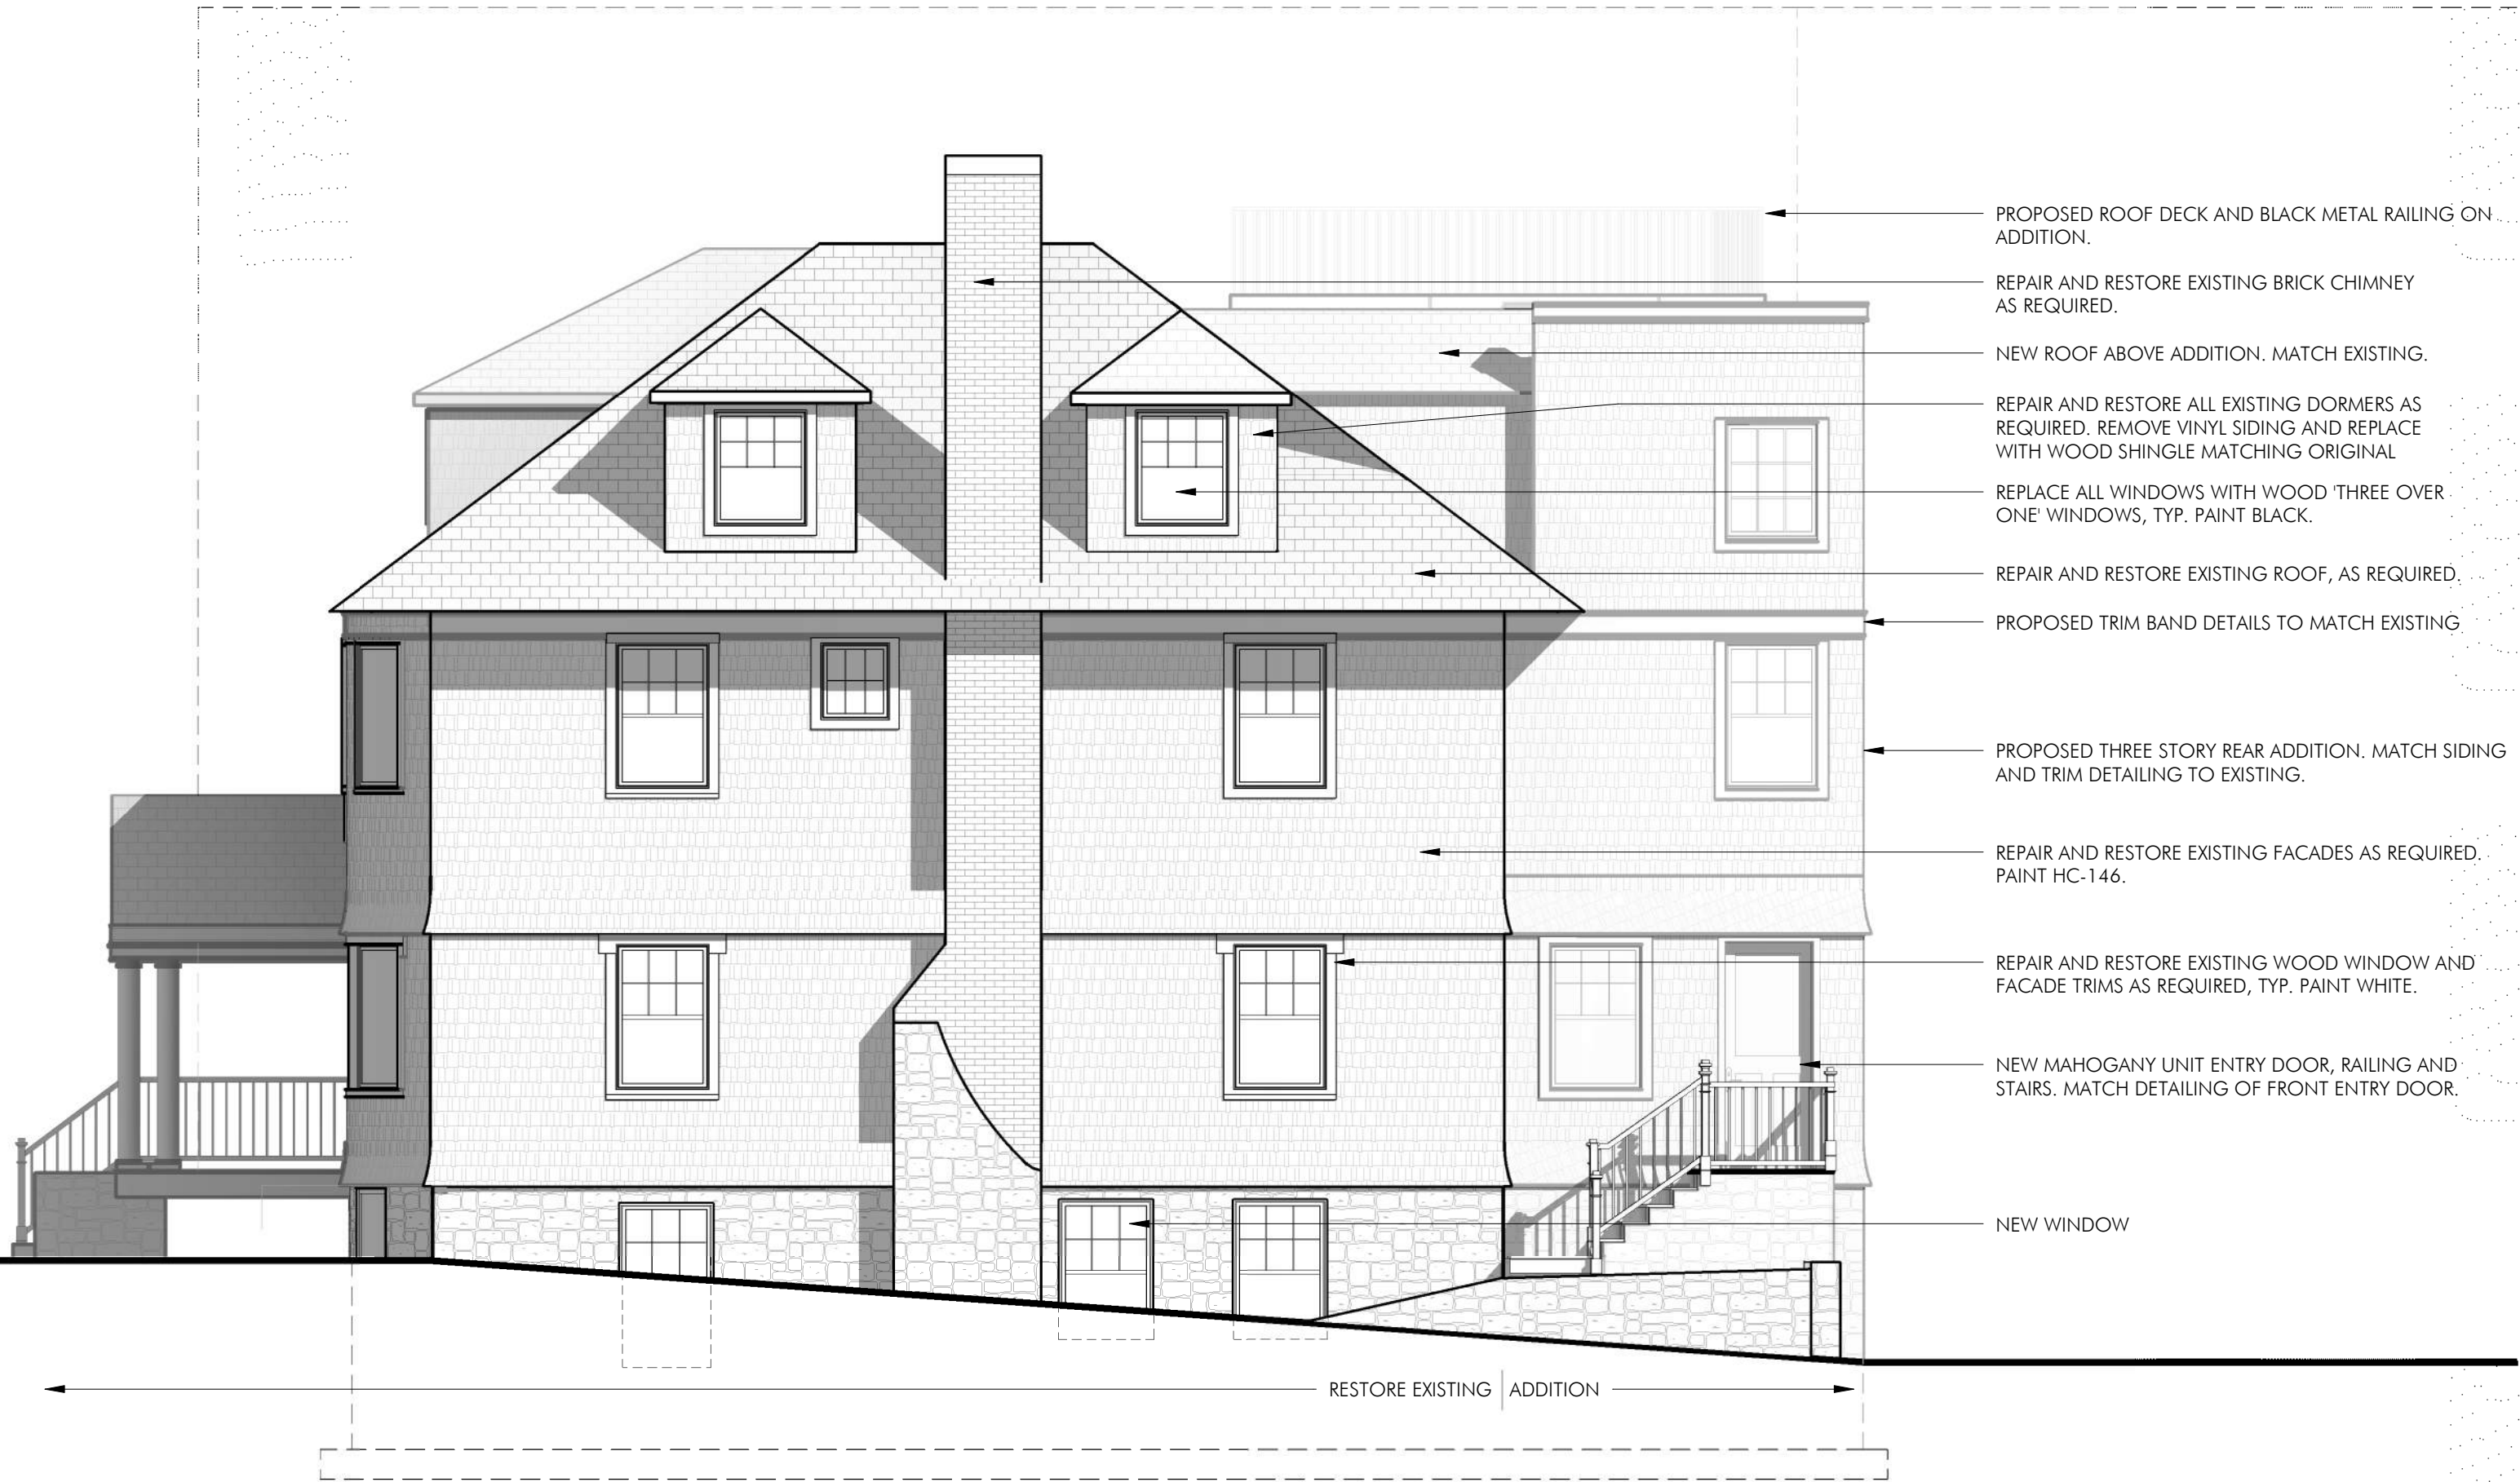 PROPOSED ROOF DECK AND BLACK METAL RAILING ON
ADDITION.
REPAIR AND RESTORE EXISTING BRICK CHIMNEY
AS REQUIRED.
NEW ROOF ABOVE ADDITION. MATCH EXISTING.
REPAIR AND RESTORE ALL EXISTING DORMERS AS
REQUIRED. REMOVE VINYL SIDING AND REPLACE
WITH WOOD SHINGLE MATCHING ORIGINAL
REPLACE ALL WINDOWS WITH WOOD 'THREE OVER
ONE' WINDOWS, TYP. PAINT BLACK.
REPAIR AND RESTORE EXISTING ROOF, AS REQUIRED.
PROPOSED TRIM BAND DETAILS TO MATCH EXISTING
PROPOSED THREE STORY REAR ADDITION. MATCH SIDING
AND TRIM DETAILING TO EXISTING.
REPAIR AND RESTORE EXISTING FACADES AS REQUIRED.
PAINT HC-146.
REPAIR AND RESTORE EXISTING WOOD WINDOW AND
FACADE TRIMS AS REQUIRED, TYP. PAINT WHITE.
NEW MAHOGANY UNIT ENTRY DOOR, RAILING AND
STAIRS. MATCH DETAILING OF FRONT ENTRY DOOR.
NEW WINDOW
RESTORE EXISTING ADDITION